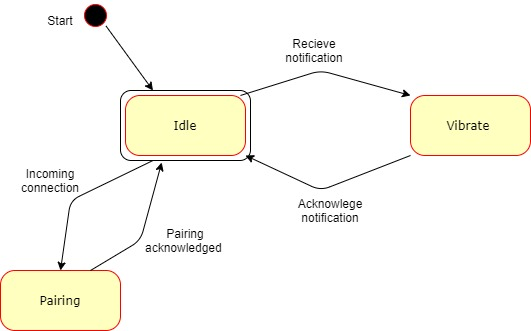 Start
Recieve
notification
Idle
Vibrate
Incoming
connection
Acknowlege
notification
Pairing
acknowledged
Pairing